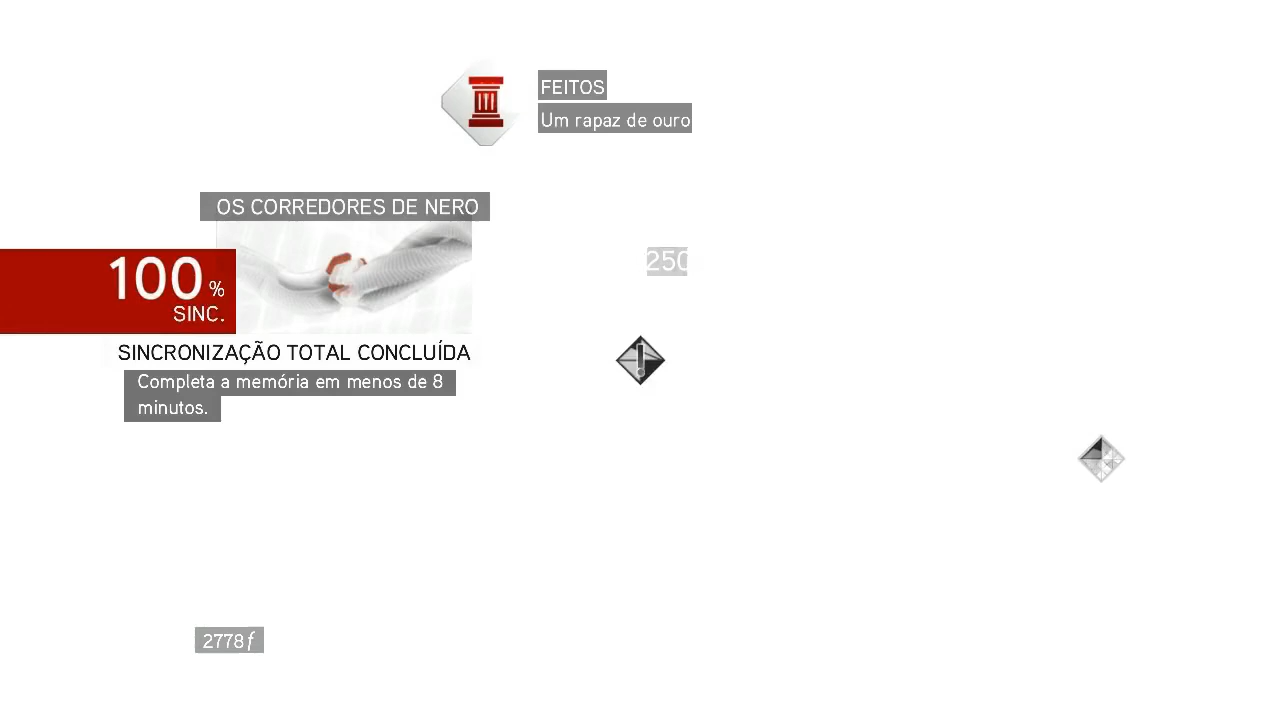 FEITOS
Um rapaz de ouro
OS CORREDORES DE NERO
100 %
SINC.
250
SINCRONIZAÇÃO TOTAL CONCLUÍDA
Completa a memória em menos de 8
minutos.
2778ƒ